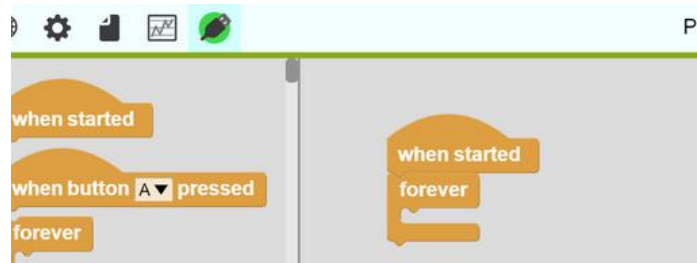 P
when started
when button A▼ pressed
forever
when started
forever